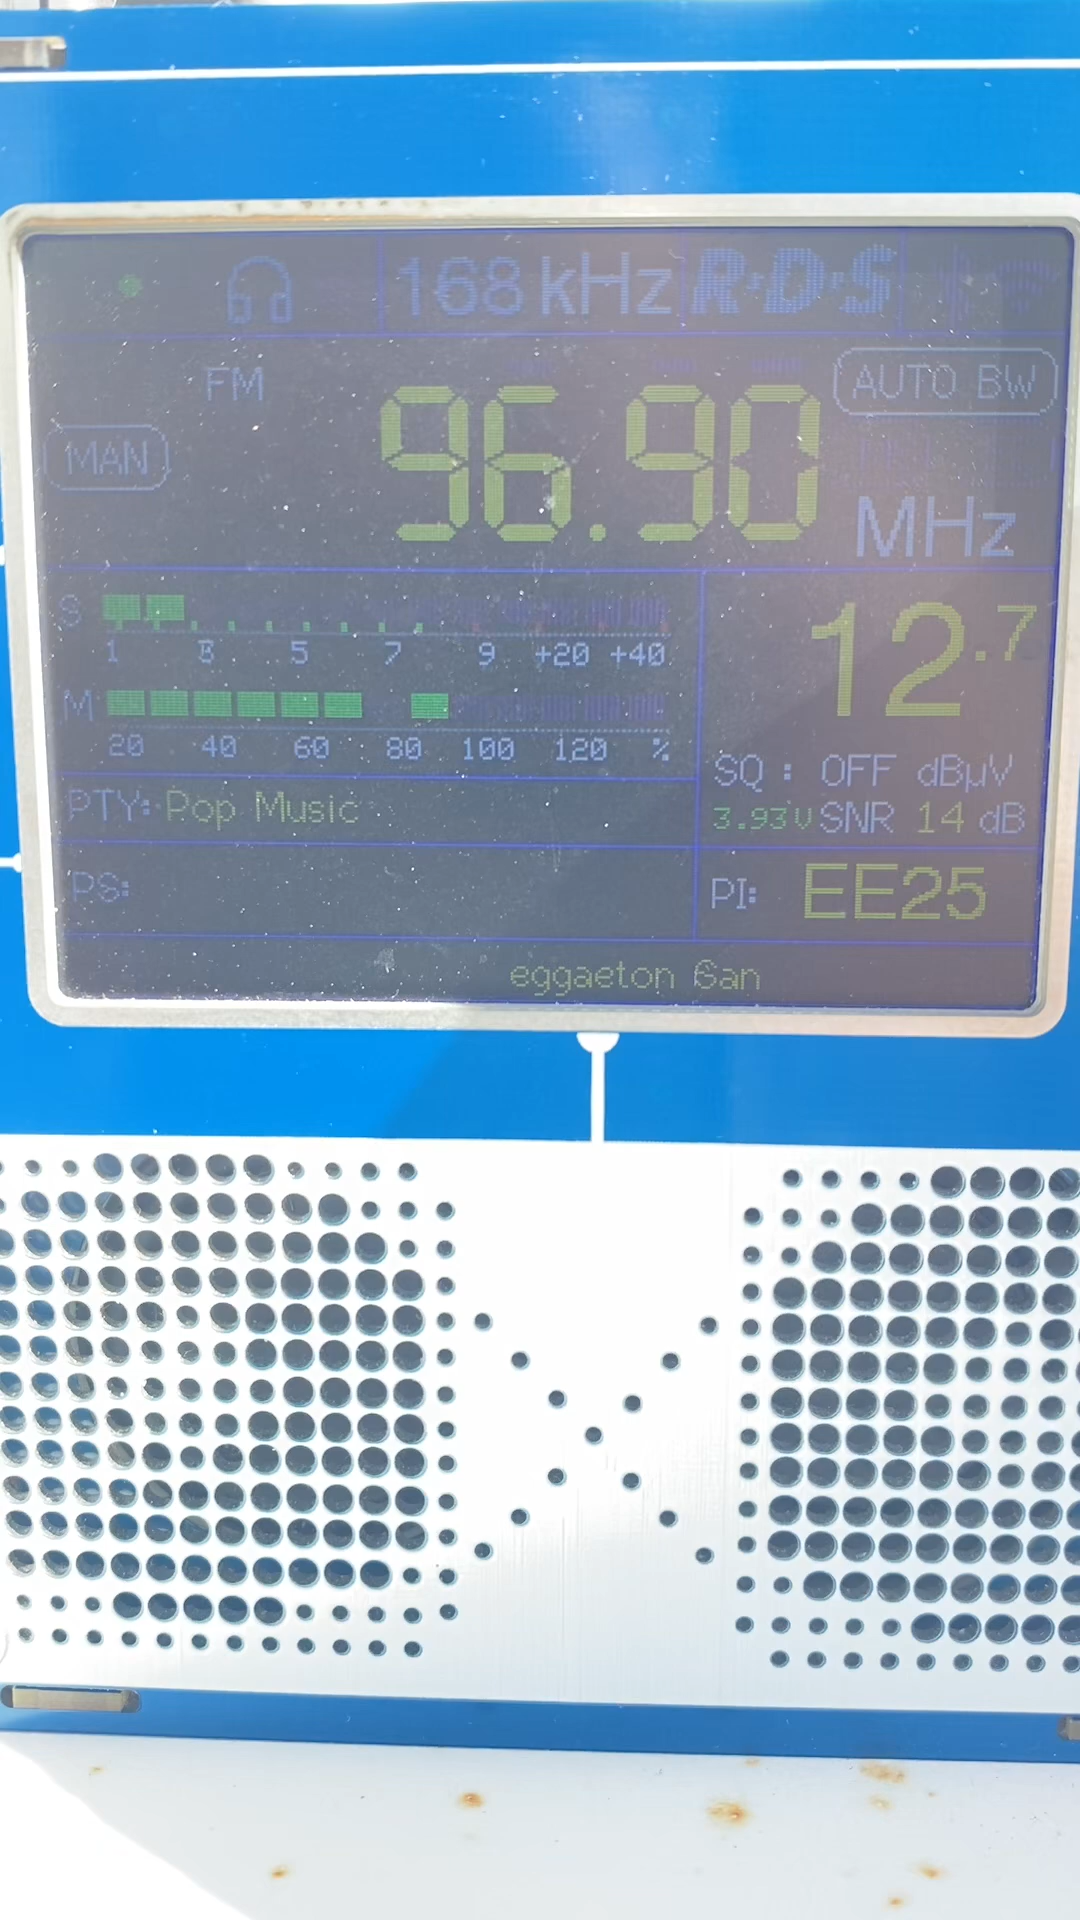 168 kHz R·D·S
FM
AUTO BW
MAN
96.90
MHz
S
1 3 5 7 9 +20 +40
M
20 40 60 80 100 120 %
12.7
SQ : OFF dBµV
3.93V SNR 14 dB
PTY: Pop Music
PS:
PI: EE25
eggaeton 6an